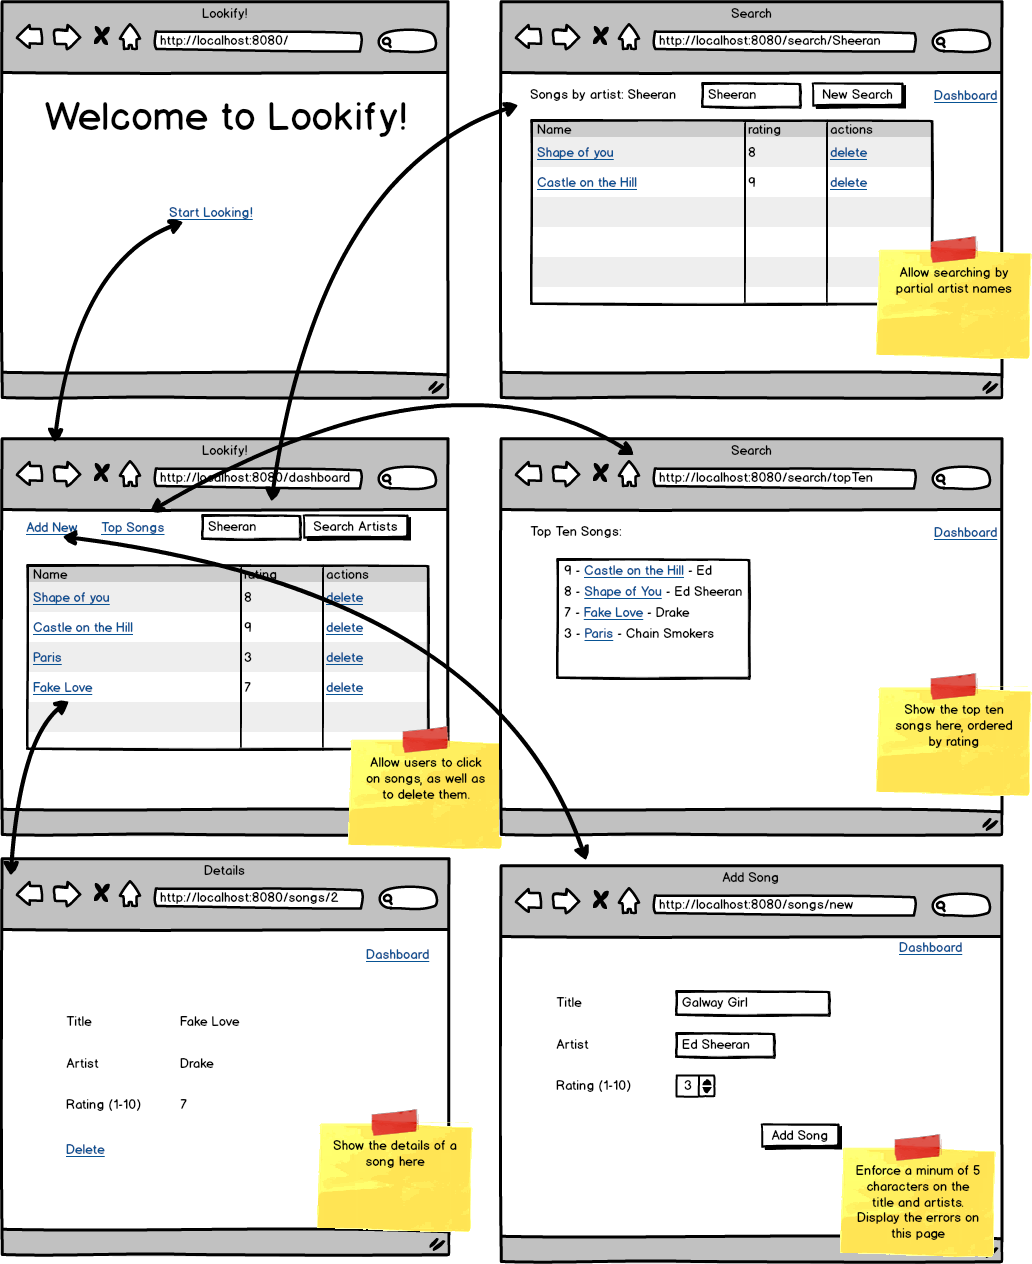 Lookify!
http://localhost:8080/
Welcome to Lookify!
Start Looking!
Search
http://localhost:8080/search/Sheeran
Songs by artist: Sheeran Sheeran New Search Dashboard
Name rating actions
Shape of you 8 delete
Castle on the Hill 9 delete
Allow searching by
partial artist names
Lookify!
http://localhost:8080/dashboard
Add New Top Songs Sheeran Search Artists
Name rating actions
Shape of you 8 delete
Castle on the Hill 9 delete
Paris 3 delete
Fake Love 7 delete
Allow users to click
on songs, as well as
to delete them.
Search
http://localhost:8080/search/topTen
Top Ten Songs: Dashboard
9 - Castle on the Hill - Ed
8 - Shape of You - Ed Sheeran
7 - Fake Love - Drake
3 - Paris - Chain Smokers
Show the top ten
songs here, ordered
by rating
Details
http://localhost:8080/songs/2
Dashboard
Title Fake Love
Artist Drake
Rating (1-10) 7
Delete
Show the details of a
song here
Add Song
http://localhost:8080/songs/new
Dashboard
Title Galway Girl
Artist Ed Sheeran
Rating (1-10) 3
Add Song
Enforce a minum of 5
characters on the
title and artists.
Display the errors on
this page